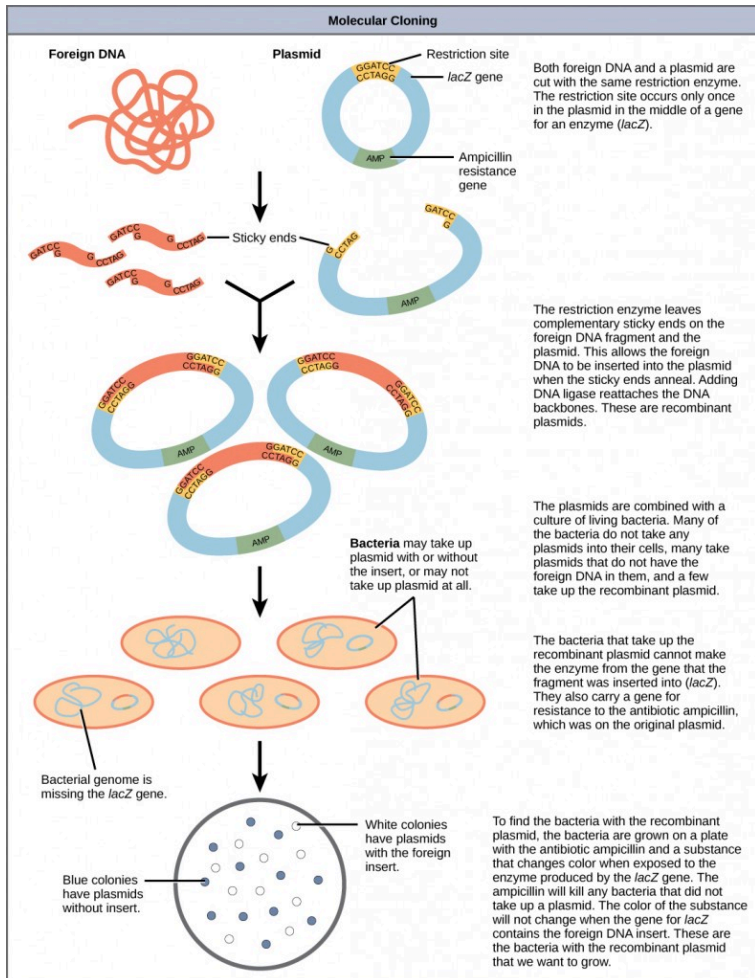 Molecular Cloning
Foreign DNA
Plasmid
Restriction site
GGATCC
CCTAGG
lacZ gene
AMP
Ampicillin
resistance
gene
Both foreign DNA and a plasmid are
cut with the same restriction enzyme.
The restriction site occurs only once
in the plasmid in the middle of a gene
for an enzyme (lacZ).
GATCC
G
G
CCTAG
GATCC
G
G
CCTAG
GATCC
G
G
CCTAG
Sticky ends
G
CCTAG
GATCC
G
AMP
The restriction enzyme leaves
complementary sticky ends on the
foreign DNA fragment and the
plasmid. This allows the foreign
DNA to be inserted into the plasmid
when the sticky ends anneal. Adding
DNA ligase reattaches the DNA
backbones. These are recombinant
plasmids.
GGATCC
CCTAGG
GGATCC
CCTAGG
AMP
GGATCC
CCTAGG
GGATCC
CCTAGG
AMP
GGATCC
CCTAGG
GGATCC
CCTAGG
AMP
The plasmids are combined with a
culture of living bacteria. Many of
the bacteria do not take any
plasmids into their cells, many take
plasmids that do not have the
foreign DNA in them, and a few
take up the recombinant plasmid.
Bacteria may take up
plasmid with or without
the insert, or may not
take up plasmid at all.
The bacteria that take up the
recombinant plasmid cannot make
the enzyme from the gene that the
fragment was inserted into (lacZ).
They also carry a gene for
resistance to the antibiotic ampicillin,
which was on the original plasmid.
Bacterial genome is
missing the lacZ gene.
White colonies
have plasmids
with the foreign
insert.
Blue colonies
have plasmids
without insert.
To find the bacteria with the recombinant
plasmid, the bacteria are grown on a plate
with the antibiotic ampicillin and a substance
that changes color when exposed to the
enzyme produced by the lacZ gene. The
ampicillin will kill any bacteria that did not
take up a plasmid. The color of the substance
will not change when the gene for lacZ
contains the foreign DNA insert. These are
the bacteria with the recombinant plasmid
that we want to grow.